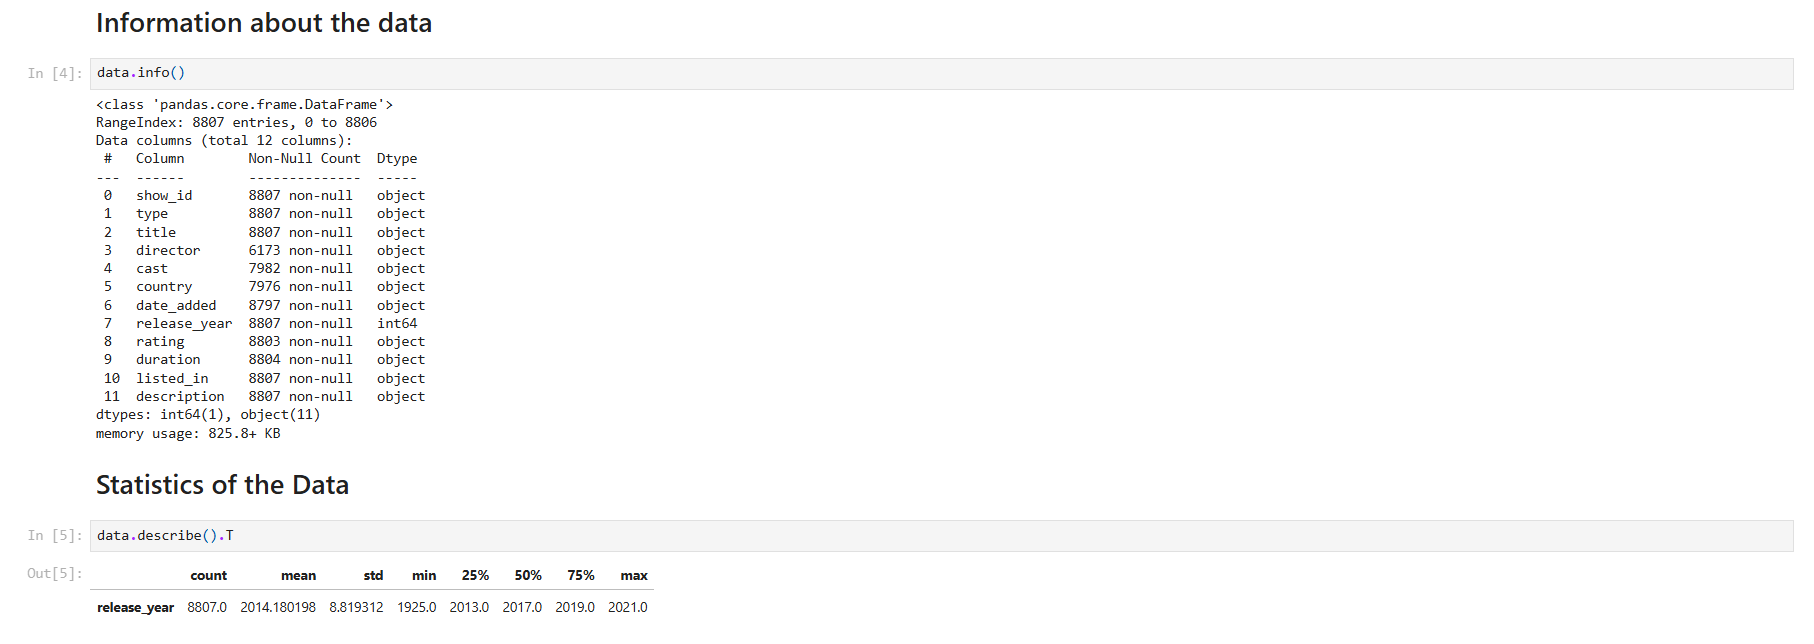 Information about the data
In [4]: data.info()
<class 'pandas.core.frame.DataFrame'>
RangeIndex: 8807 entries, 0 to 8806
Data columns (total 12 columns):
 #   Column        Non-Null Count  Dtype
---  ------        --------------  -----
 0   show_id       8807 non-null   object
 1   type          8807 non-null   object
 2   title         8807 non-null   object
 3   director      6173 non-null   object
 4   cast          7982 non-null   object
 5   country       7976 non-null   object
 6   date_added    8797 non-null   object
 7   release_year  8807 non-null   int64
 8   rating        8803 non-null   object
 9   duration      8804 non-null   object
 10  listed_in     8807 non-null   object
 11  description   8807 non-null   object
dtypes: int64(1), object(11)
memory usage: 825.8+ KB
Statistics of the Data
In [5]: data.describe().T
Out[5]:
count mean std min 25% 50% 75% max
release_year 8807.0 2014.180198 8.819312 1925.0 2013.0 2017.0 2019.0 2021.0